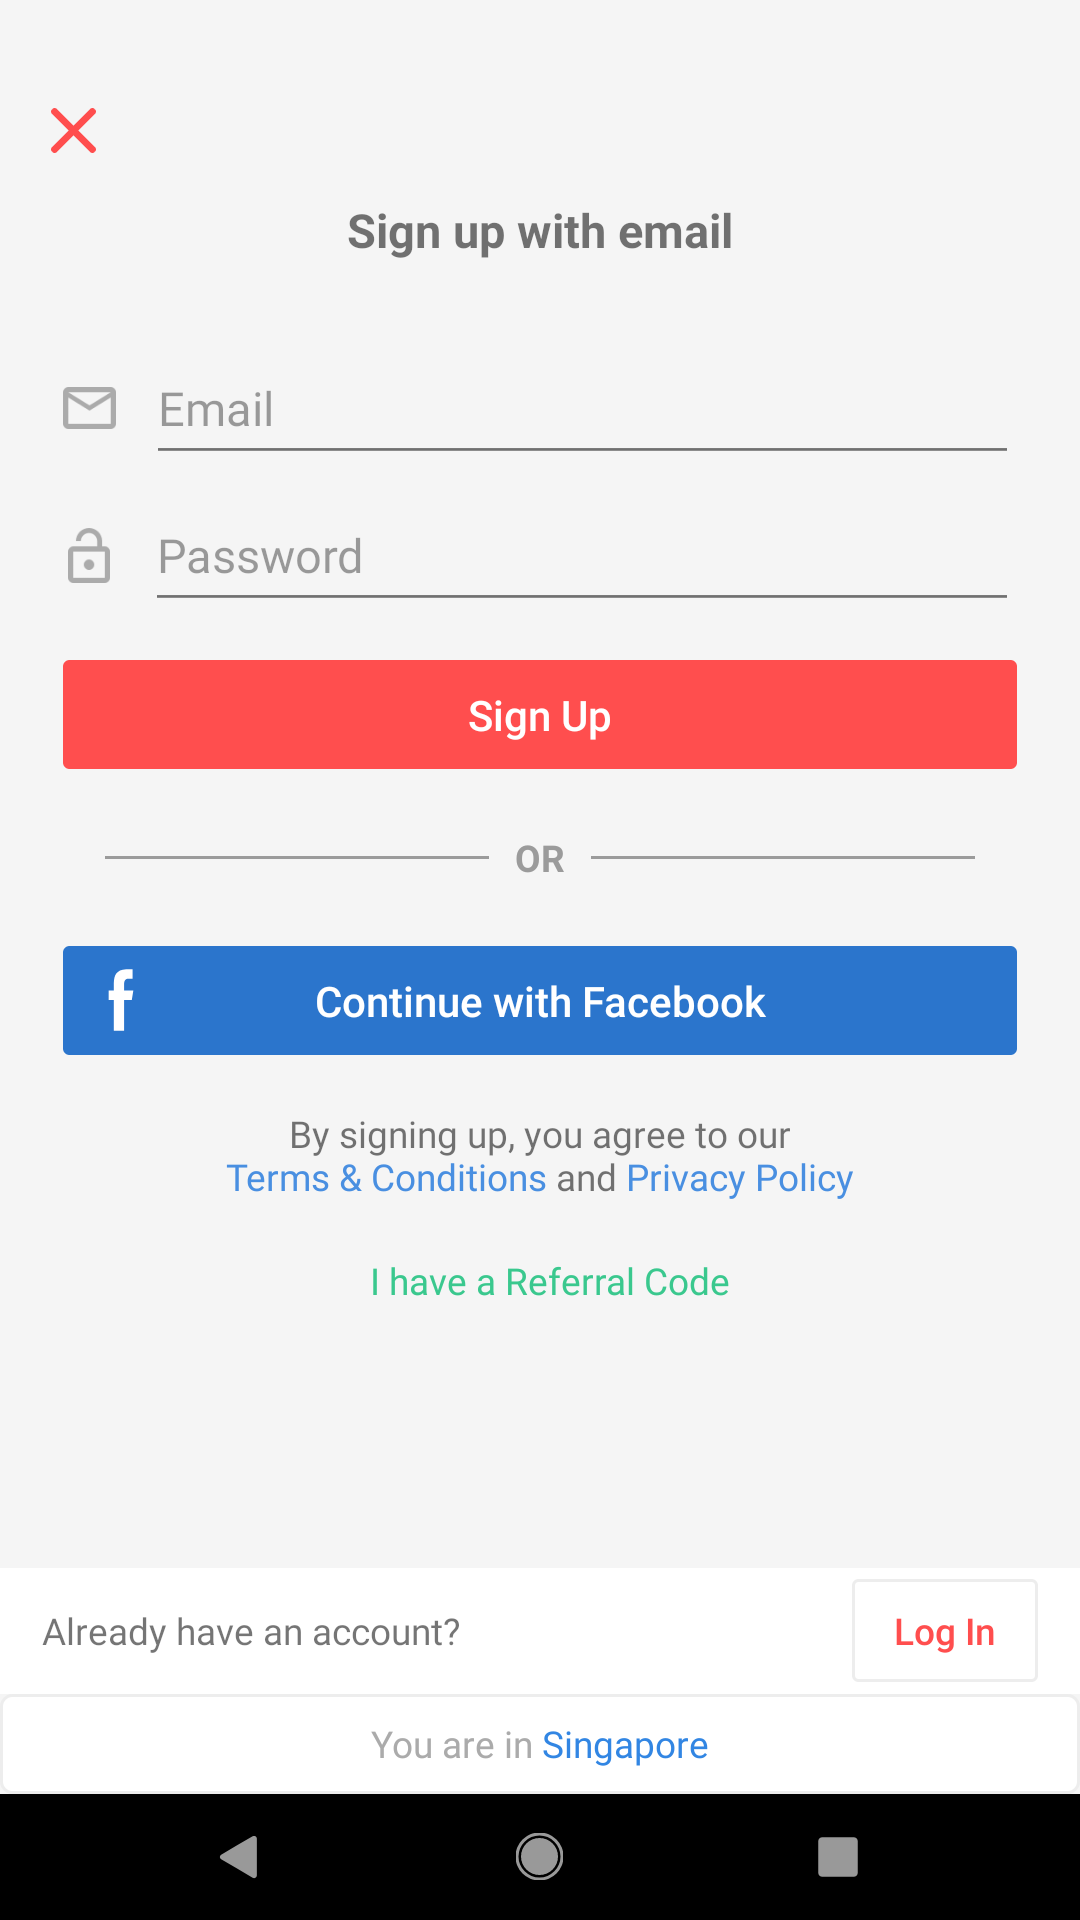 Sign up with email
Email
Password
Sign Up
OR
Continue with Facebook
By signing up, you agree to our
Terms & Conditions and Privacy Policy
I have a Referral Code
Already have an account?
Log In
You are in Singapore